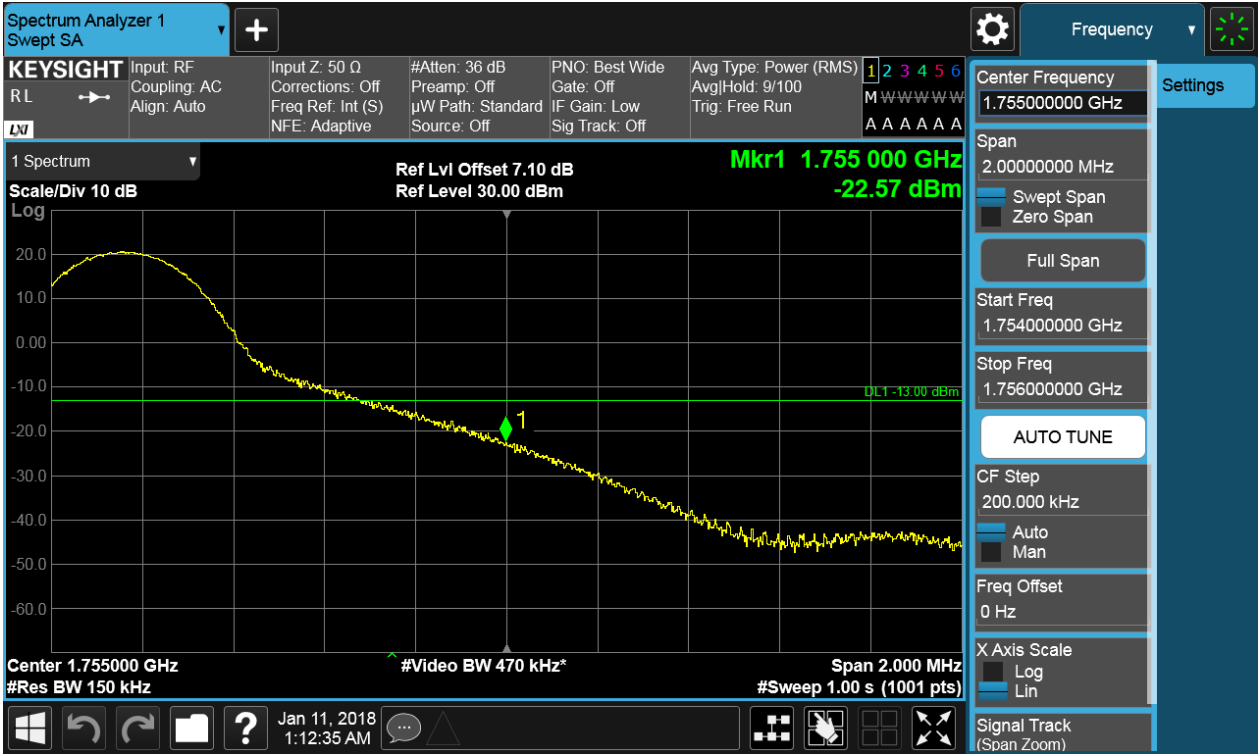 Spectrum Analyzer 1
Swept SA
+
Frequency
KEYSIGHT
R L
LXI
Input: RF
Coupling: AC
Align: Auto
Input Z: 50 Ω
Corrections: Off
Freq Ref: Int (S)
NFE: Adaptive
#Atten: 36 dB
Preamp: Off
µW Path: Standard
Source: Off
PNO: Best Wide
Gate: Off
IF Gain: Low
Sig Track: Off
Avg Type: Power (RMS)
Avg|Hold: 9/100
Trig: Free Run
1 2 3 4 5 6
M W W W W W
A A A A A A
1 Spectrum
Scale/Div 10 dB
Log
Ref Lvl Offset 7.10 dB
Ref Level 30.00 dBm
Mkr1 1.755 000 GHz
-22.57 dBm
20.0
10.0
0.00
-10.0
-20.0
-30.0
-40.0
-50.0
-60.0
DL1 -13.00 dBm
1
Center 1.755000 GHz
#Video BW 470 kHz*
Span 2.000 MHz
#Res BW 150 kHz
#Sweep 1.00 s (1001 pts)
?
Jan 11, 2018
1:12:35 AM
Center Frequency
1.755000000 GHz
Span
2.00000000 MHz
Swept Span
Zero Span
Full Span
Start Freq
1.754000000 GHz
Stop Freq
1.756000000 GHz
AUTO TUNE
CF Step
200.000 kHz
Auto
Man
Freq Offset
0 Hz
X Axis Scale
Log
Lin
Signal Track
(Span Zoom)
Settings